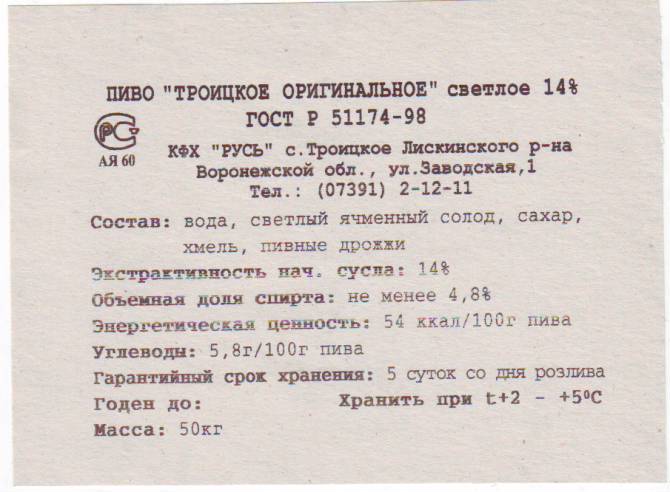 ПИВО "ТРОИЦКОЕ ОРИГИНАЛЬНОЕ" светлое 14%
ГОСТ Р 51174-98
РС
АЯ 60
КФХ "РУСЬ" с.Троицкое Лискинского р-на
Воронежской обл., ул.Заводская,1
Тел.: (07391) 2-12-11
Состав: вода, светлый ячменный солод, сахар,
хмель, пивные дрожжи
Экстрактивность нач. сусла: 14%
Объемная доля спирта: не менее 4,8%
Энергетическая ценность: 54 ккал/100г пива
Углеводы: 5,8г/100г пива
Гарантийный срок хранения: 5 суток со дня розлива
Годен до: Хранить при t+2 - +5⁰С
Масса: 50кг